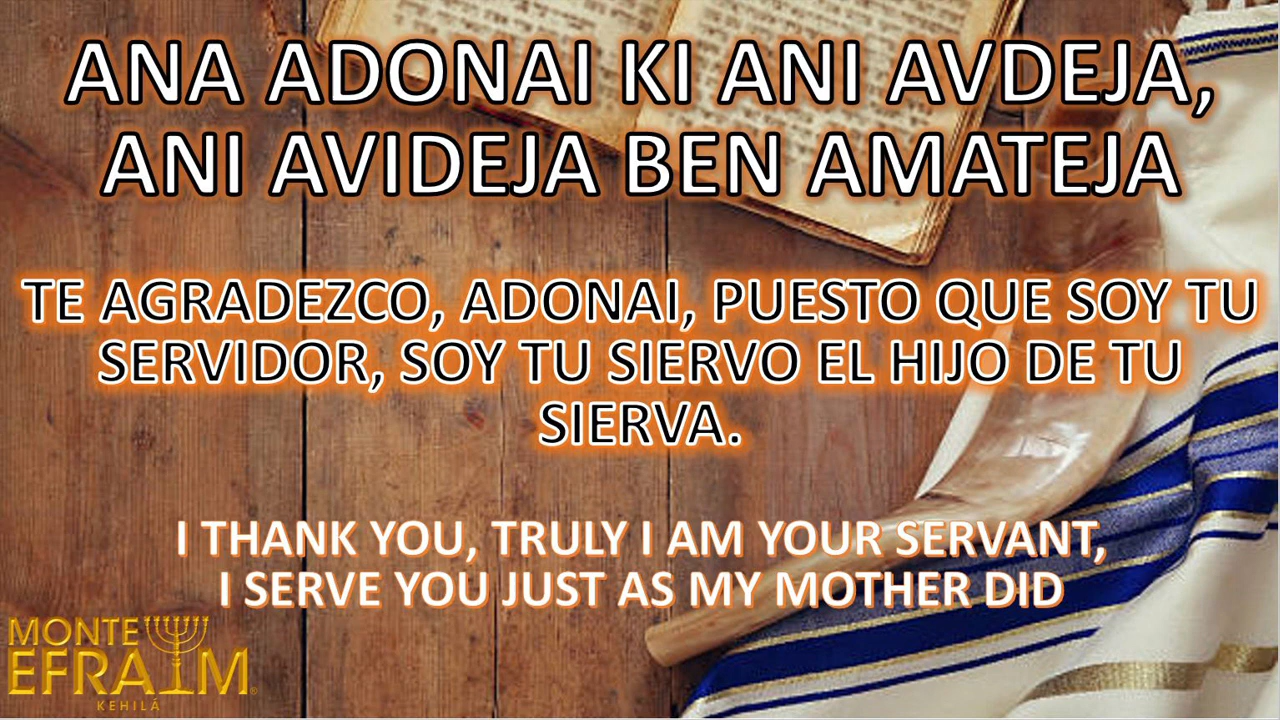 ANA ADONAI KI ANI AVDEJA,
ANI AVIDEJA BEN AMATEJA
TE AGRADEZCO, ADONAI, PUESTO QUE SOY TU
SERVIDOR, SOY TU SIERVO EL HIJO DE TU
SIERVA.
I THANK YOU, TRULY I AM YOUR SERVANT,
I SERVE YOU JUST AS MY MOTHER DID
MONTE
EFRAIM®
KEHILÁ